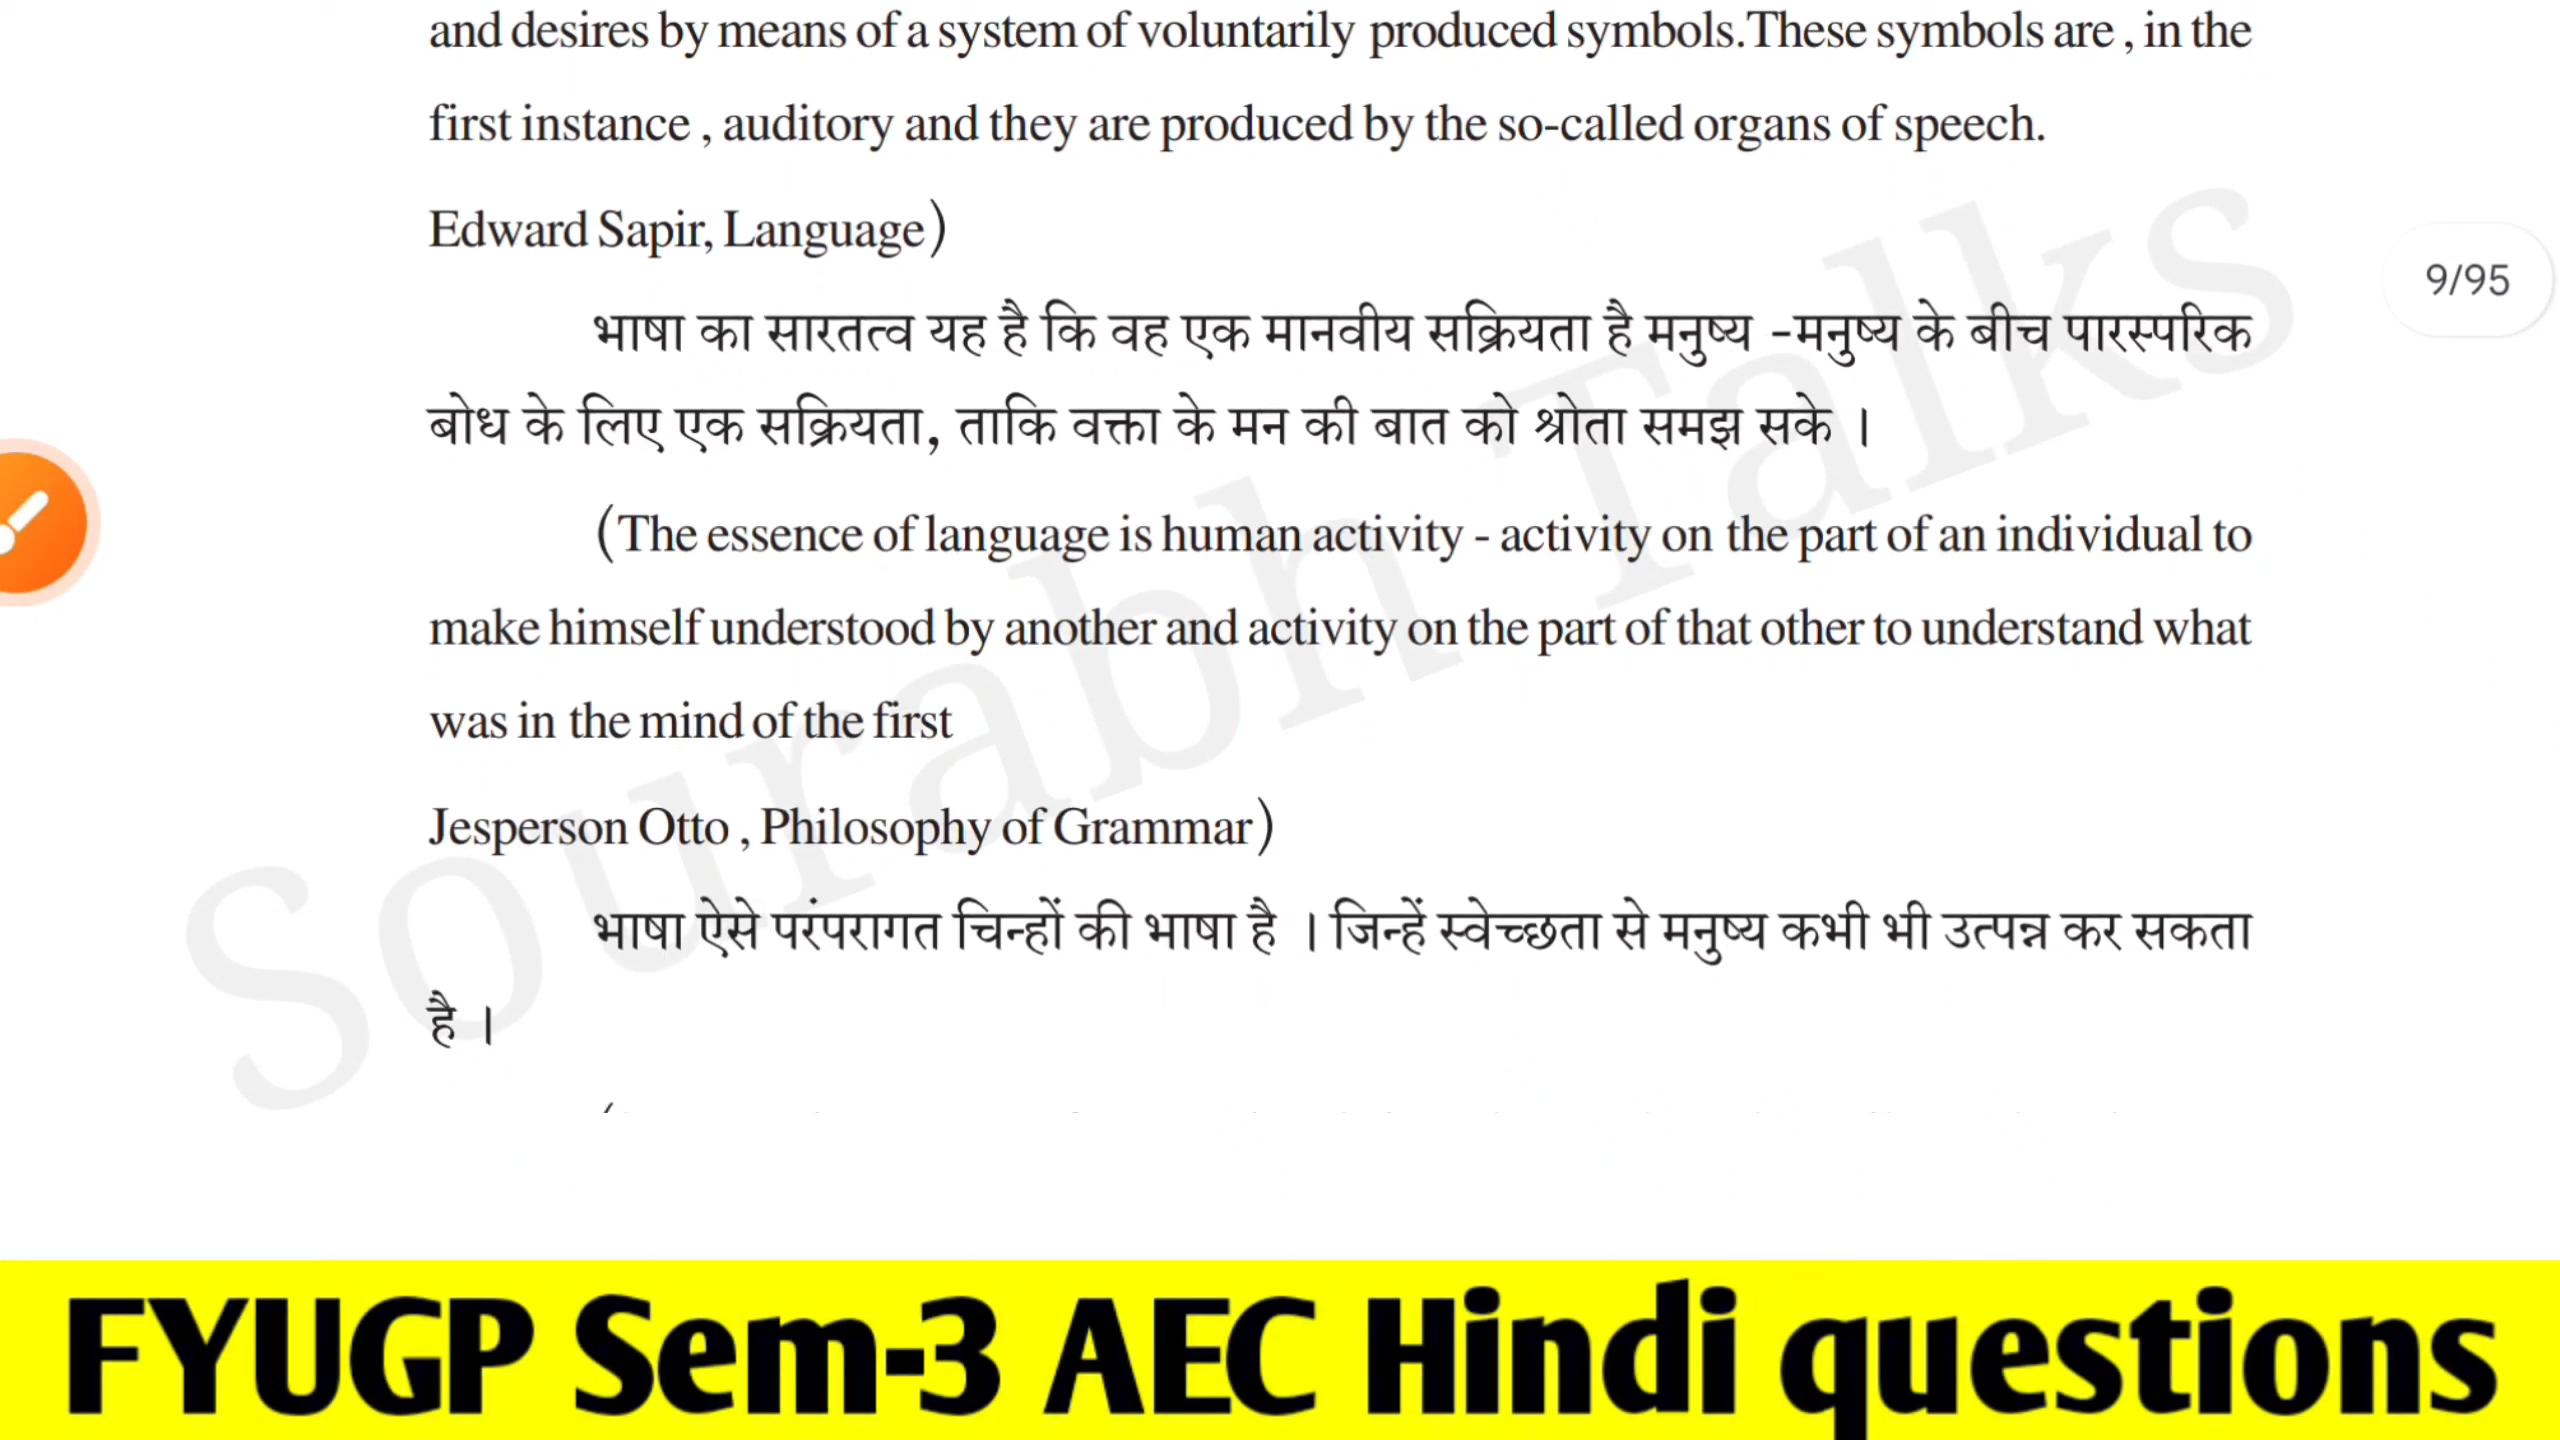 and desires by means of a system of voluntarily produced symbols.These symbols are , in the
first instance , auditory and they are produced by the so-called organs of speech.
Edward Sapir, Language)
9/95
भाषा का सारतत्व यह है कि वह एक मानवीय सक्रियता है मनुष्य -मनुष्य के बीच पारस्परिक
बोध के लिए एक सक्रियता, ताकि वक्ता के मन की बात को श्रोता समझ सके ।
(The essence of language is human activity - activity on the part of an individual to
make himself understood by another and activity on the part of that other to understand what
was in the mind of the first
Jesperson Otto , Philosophy of Grammar)
भाषा ऐसे परंपरागत चिन्हों की भाषा है । जिन्हें स्वेच्छता से मनुष्य कभी भी उत्पन्न कर सकता
है ।
Sourabh Talks
FYUGP Sem-3 AEC Hindi questions